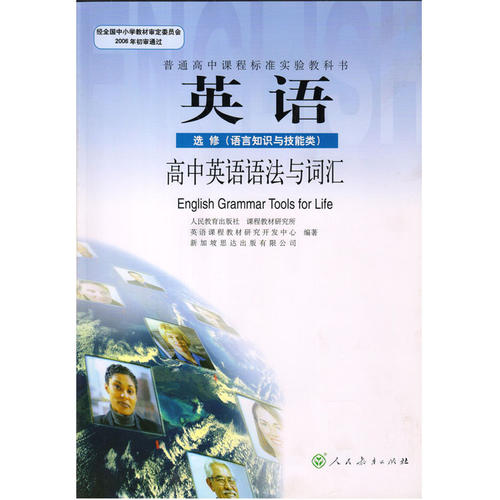 经全国中小学教材审定委员会
2006年初审通过
普通高中课程标准实验教科书
英语
选修(语言知识与技能类)
高中英语语法与词汇
English Grammar Tools for Life
人民教育出版社 课程教材研究所
英语课程教材研究开发中心 编著
新加坡思达出版有限公司
人民教育出版社